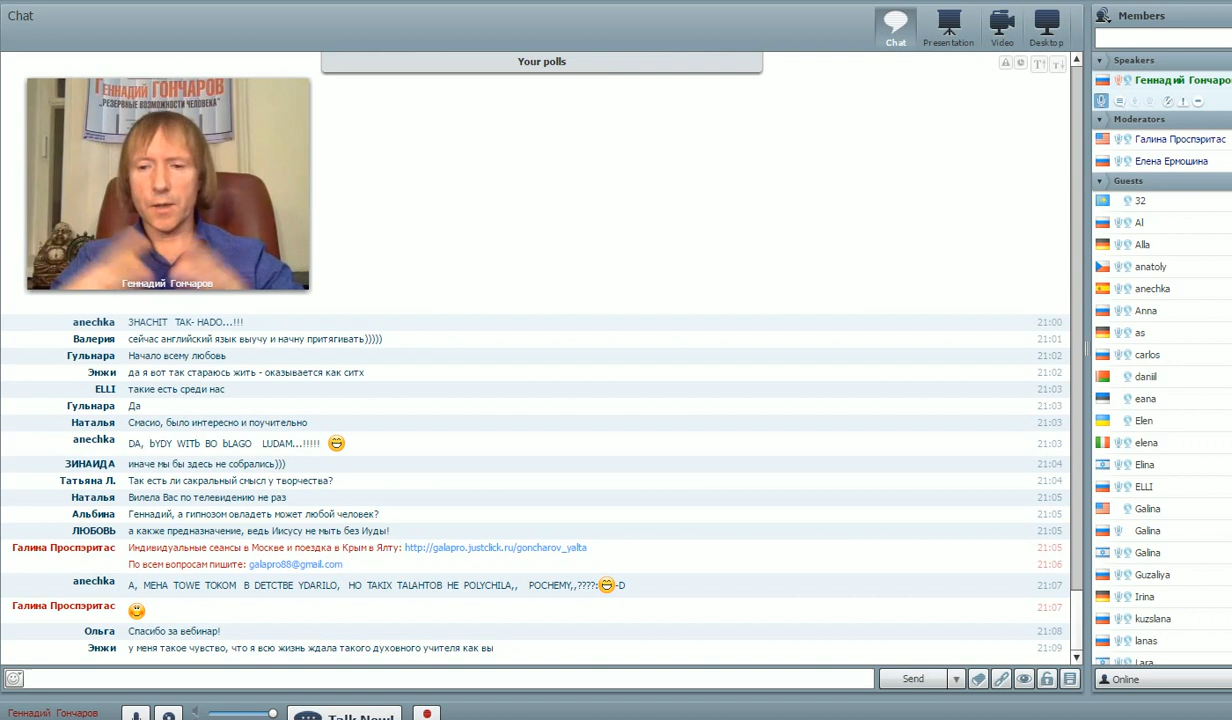 Chat
Chat
Presentation
Video
Desktop
Your polls
ГЕННАДИЙ ГОНЧАРОВ
"РЕЗЕРВНЫЕ ВОЗМОЖНОСТИ ЧЕЛОВЕКА"
Геннадий Гончаров
anechka ЗНАСНIT TAK- HADO...!!! 21:00
Валерия сейчас английский язык выучу и начну притягивать))))) 21:01
Гульнара Начало всему любовь 21:02
Энжи да я вот так стараюсь жить - оказывается как ситх 21:02
ELLI такие есть среди нас 21:03
Гульнара Да 21:03
Наталья Смасио, было интересно и поучительно 21:03
anechka DA, bYDY WITb BO bLAGO LUDAM...!!!!! 21:03
ЗИНАИДА иначе мы бы здесь не собрались))) 21:04
Татьяна Л. Так есть ли сакральный смысл у творчества? 21:04
Наталья Вилела Вас по телевидению не раз 21:05
Альбина Геннадий, а гипнозом овладеть может любой человек? 21:05
ЛЮБОВЬ а какже предназначение, ведь Иисусу не мыть без Иуды! 21:05
Галина Проспэритас Индивидуальные сеансы в Москве и поездка в Крым в Ялту: http://galapro.justclick.ru/goncharov_yalta 21:05
По всем вопросам пишите: galapro88@gmail.com 21:06
anechka A, MEHA TOWE TOKOM B DETCTBE YDARILO, HO TAKIX TALAHTOB HE POLYCHILA,, POCHEMY,,????: -D 21:07
Галина Проспэритас 21:07
Ольга Спасибо за вебинар! 21:08
Энжи у меня такое чувство, что я всю жизнь ждала такого духовного учителя как вы 21:09
Send
Геннадий Гончаров
Talk Now!
Members
Speakers
Геннадий Гончаро
Moderators
Галина Проспэритас
Елена Ермошина
Guests
32
Al
Alla
anatoly
anechka
Anna
as
carlos
daniil
eana
Elen
elena
Elina
ELLI
Galina
Galina
Galina
Guzaliya
Irina
kuzslana
lanas
Lara
Online